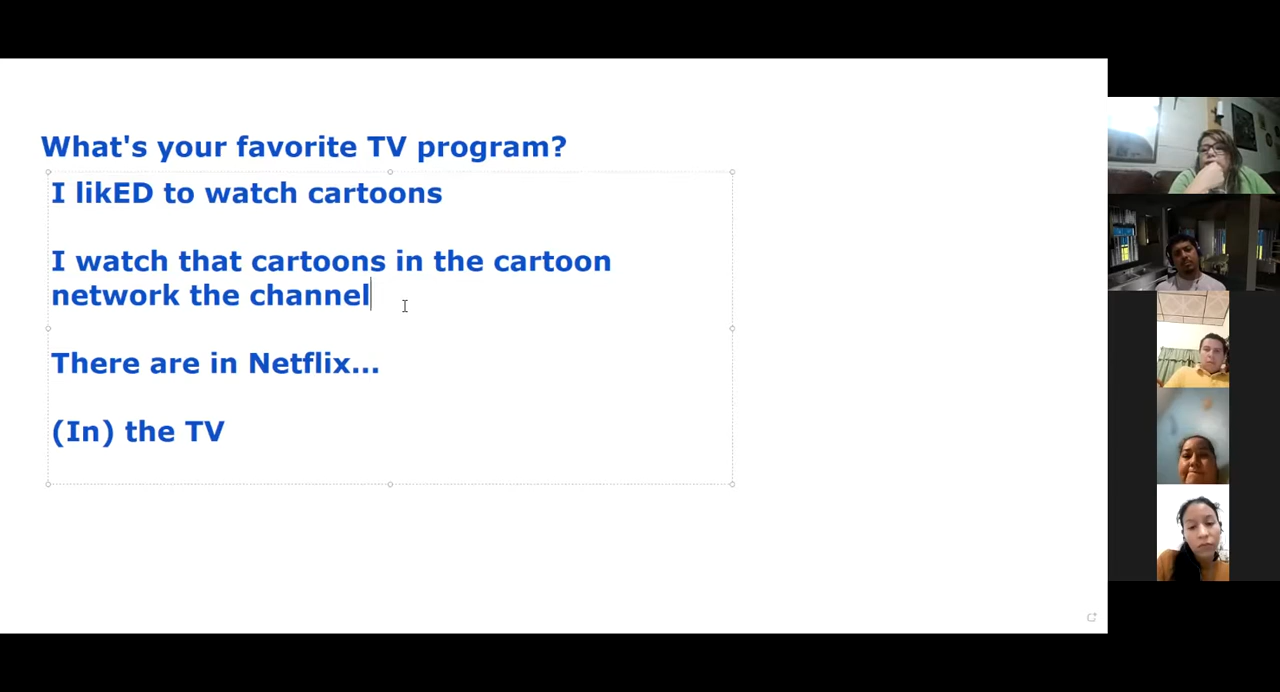 What's your favorite TV program?
I likED to watch cartoons
I watch that cartoons in the cartoon
network the channel
There are in Netflix...
(In) the TV